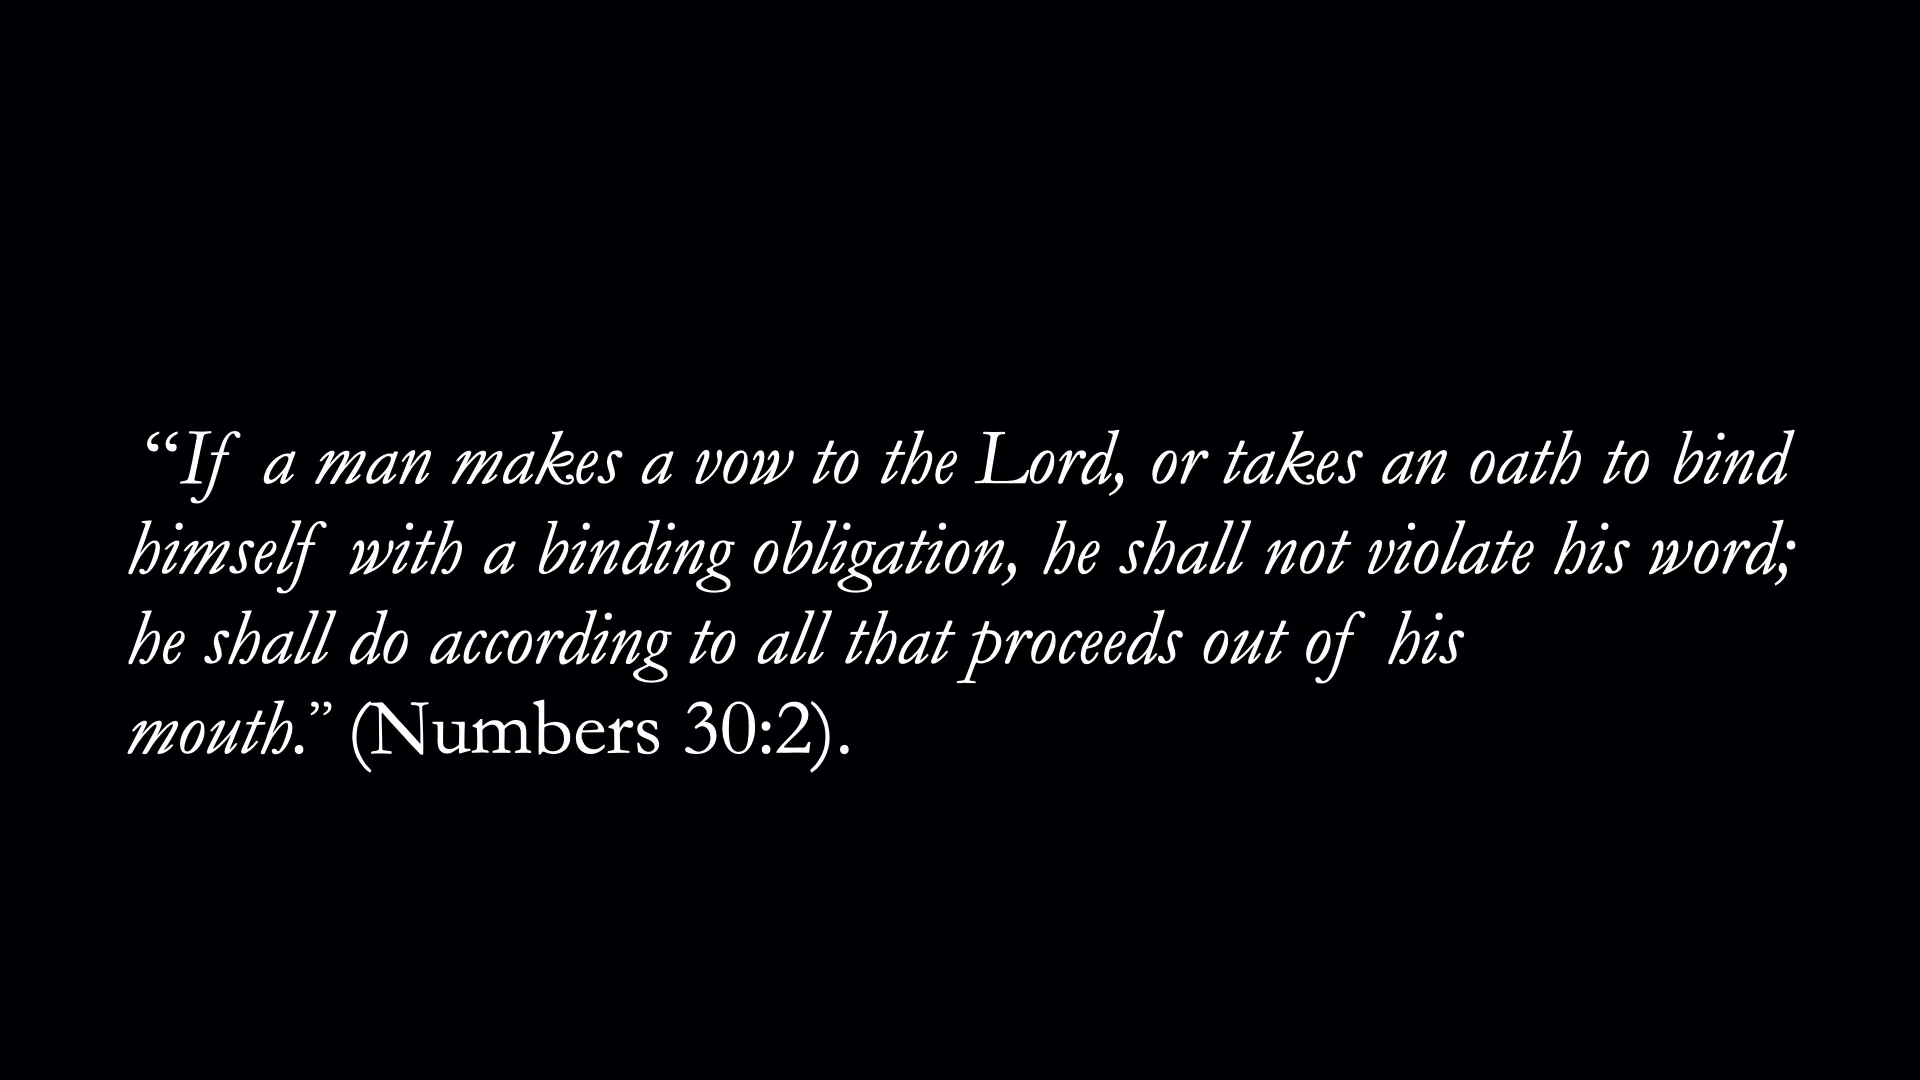 “If a man makes a vow to the Lord, or takes an oath to bind
himself with a binding obligation, he shall not violate his word;
he shall do according to all that proceeds out of his
mouth.” (Numbers 30:2).